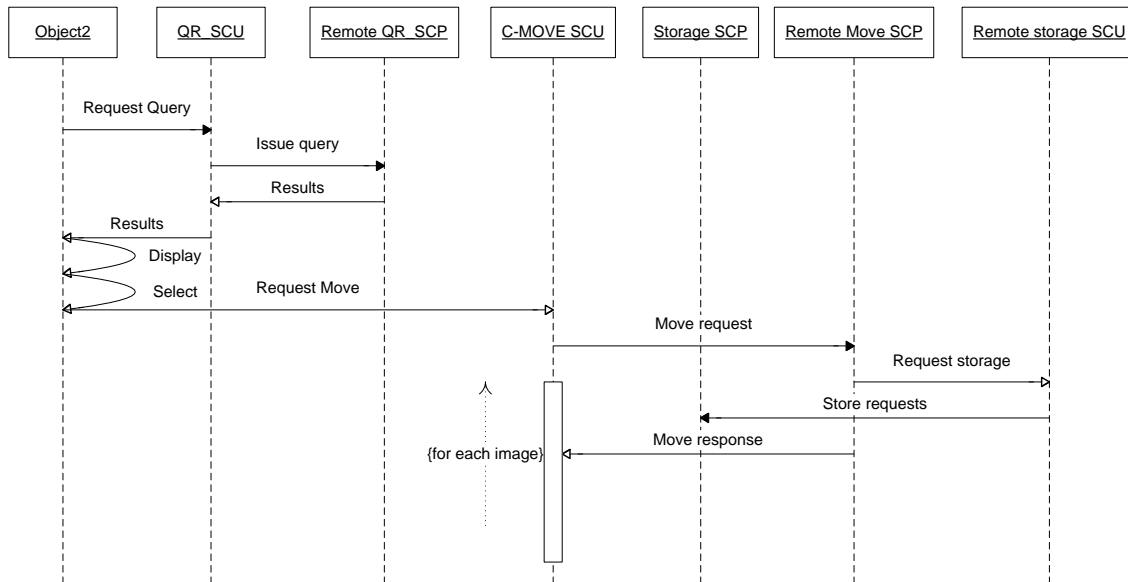 Object2
QR_SCU
Remote QR_SCP
C-MOVE SCU
Storage SCP
Remote Move SCP
Remote storage SCU
Request Query
Issue query
Results
Results
Display
Select
Request Move
Move request
Request storage
Store requests
Move response
{for each image}